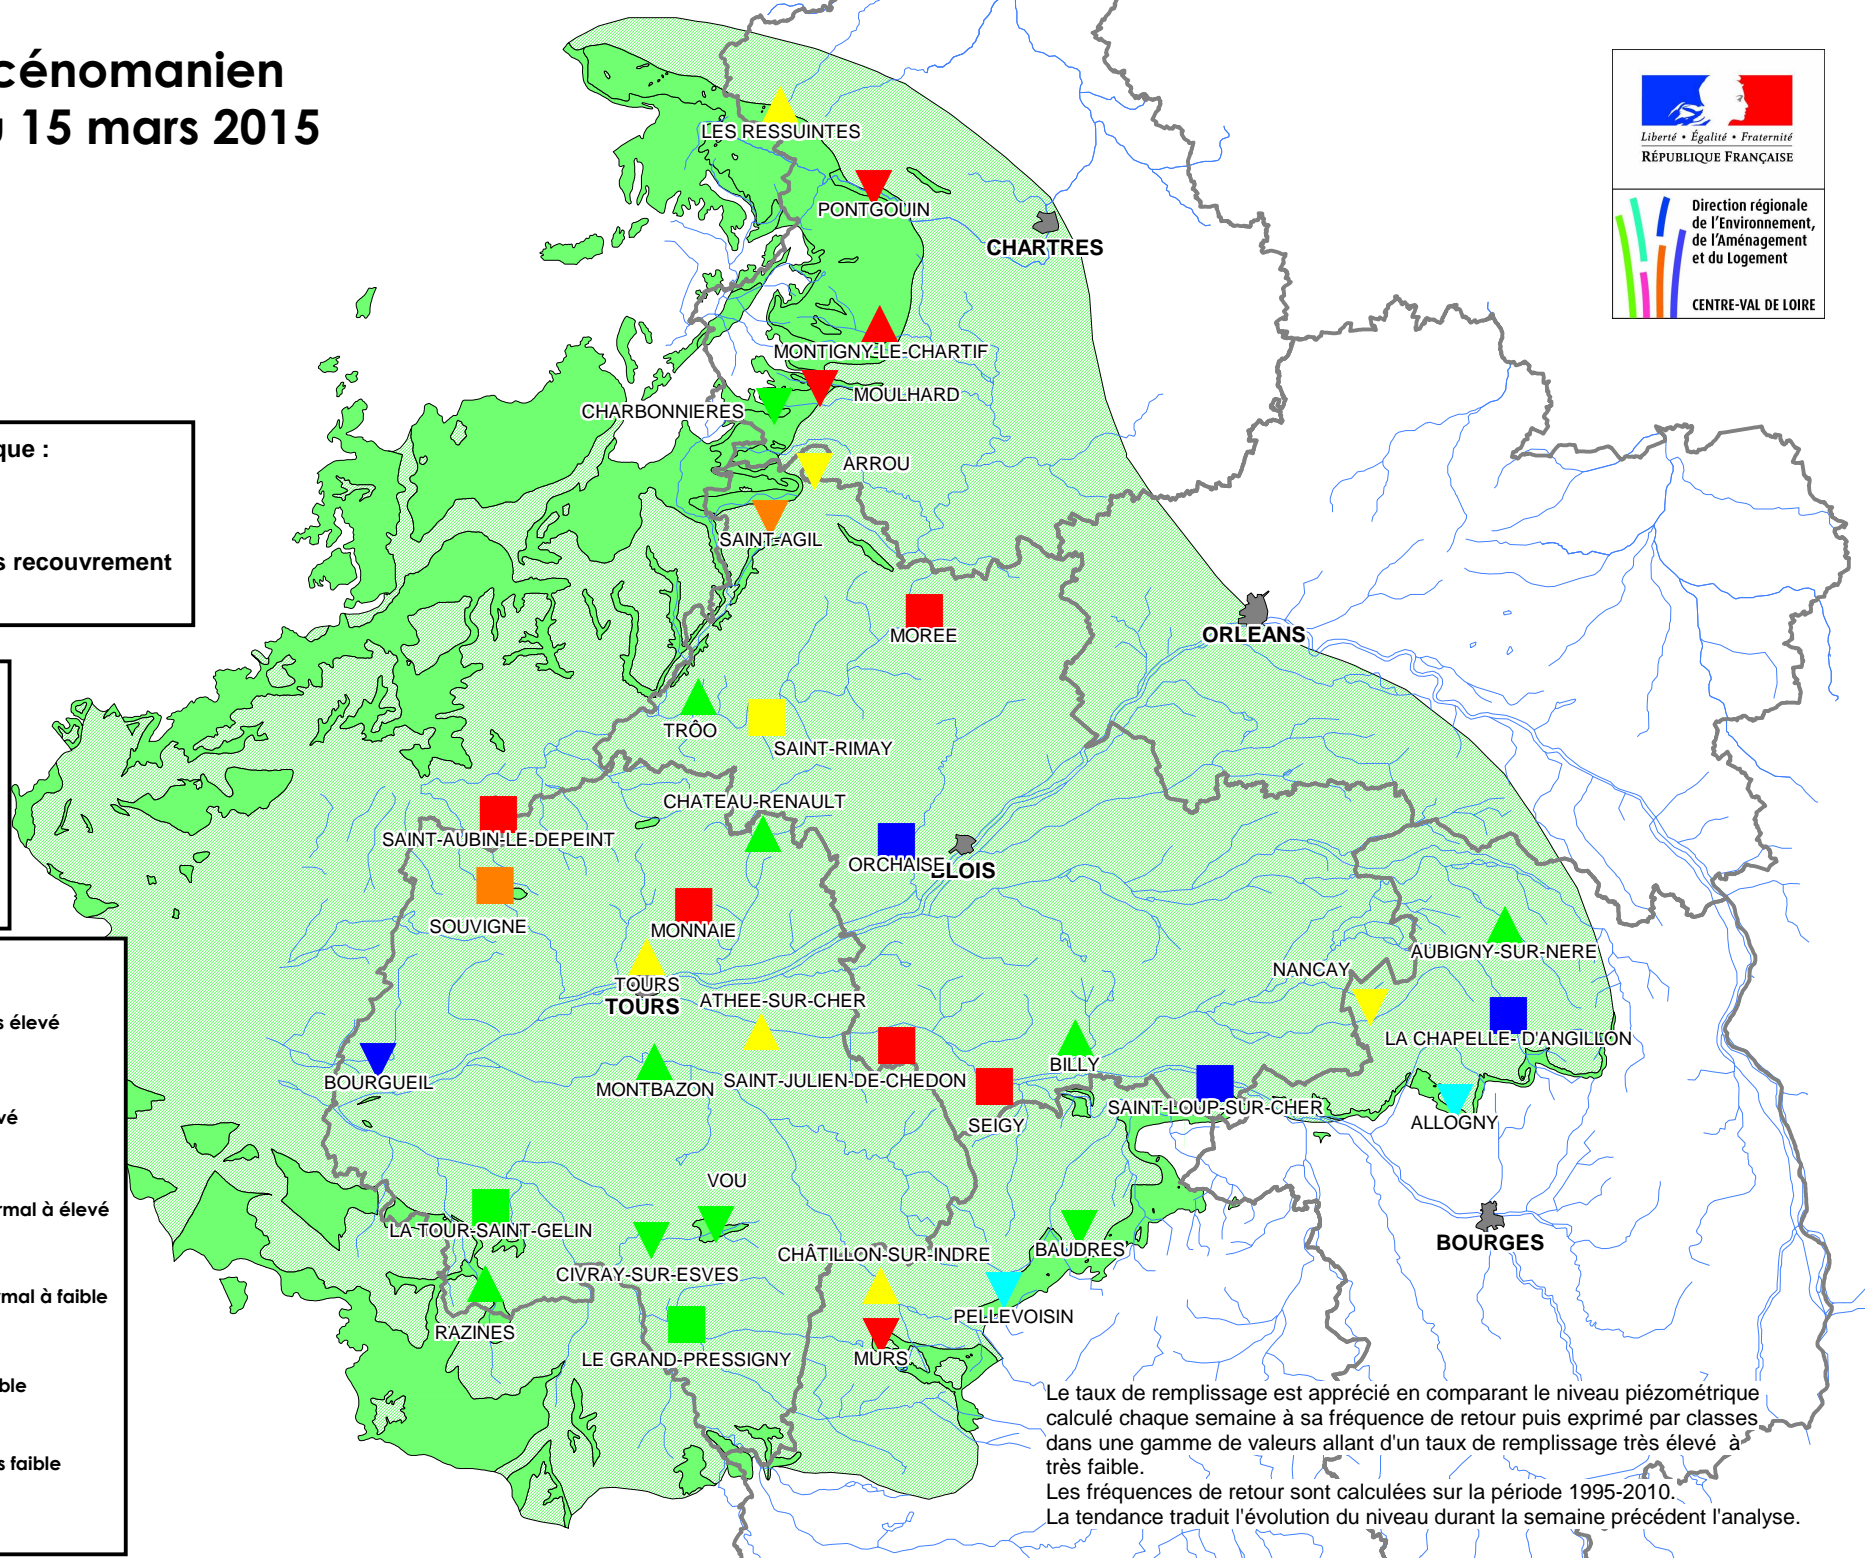 cénomanien
15 mars 2015
Liberté • Égalité • Fraternité
RÉPUBLIQUE FRANÇAISE
Direction régionale
de l'Environnement,
de l'Aménagement
et du Logement
CENTRE-VAL DE LOIRE
LES RESSUINTES
PONTGOUIN
CHARTRES
MONTIGNY-LE-CHARTIF
MOULHARD
CHARBONNIERES
ARROU
SAINT-AGIL
que :
s recouvrement
MOREE
ORLEANS
TRÔO
SAINT-RIMAY
CHATEAU-RENAULT
SAINT-AUBIN-LE-DEPEINT
ORCHAISE
BLOIS
SOUVIGNE
MONNAIE
AUBIGNY-SUR-NERE
NANCAY
TOURS
TOURS
ATHEE-SUR-CHER
s élevé
LA CHAPELLE- D'ANGILLON
BILLY
BOURGUEIL
MONTBAZON
SAINT-JULIEN-DE-CHEDON
SAINT-LOUP-SUR-CHER
SEIGY
ALLOGNY
vé
VOU
rmal à élevé
LA TOUR-SAINT-GELIN
BAUDRES
BOURGES
CHÂTILLON-SUR-INDRE
CIVRAY-SUR-ESVES
rmal à faible
PELLEVOISIN
RAZINES
LE GRAND-PRESSIGNY
MURS
ble
s faible
Le taux de remplissage est apprécié en comparant le niveau piézométrique
calculé chaque semaine à sa fréquence de retour puis exprimé par classes
dans une gamme de valeurs allant d'un taux de remplissage très élevé à
très faible.
Les fréquences de retour sont calculées sur la période 1995-2010.
La tendance traduit l'évolution du niveau durant la semaine précédent l'analyse.